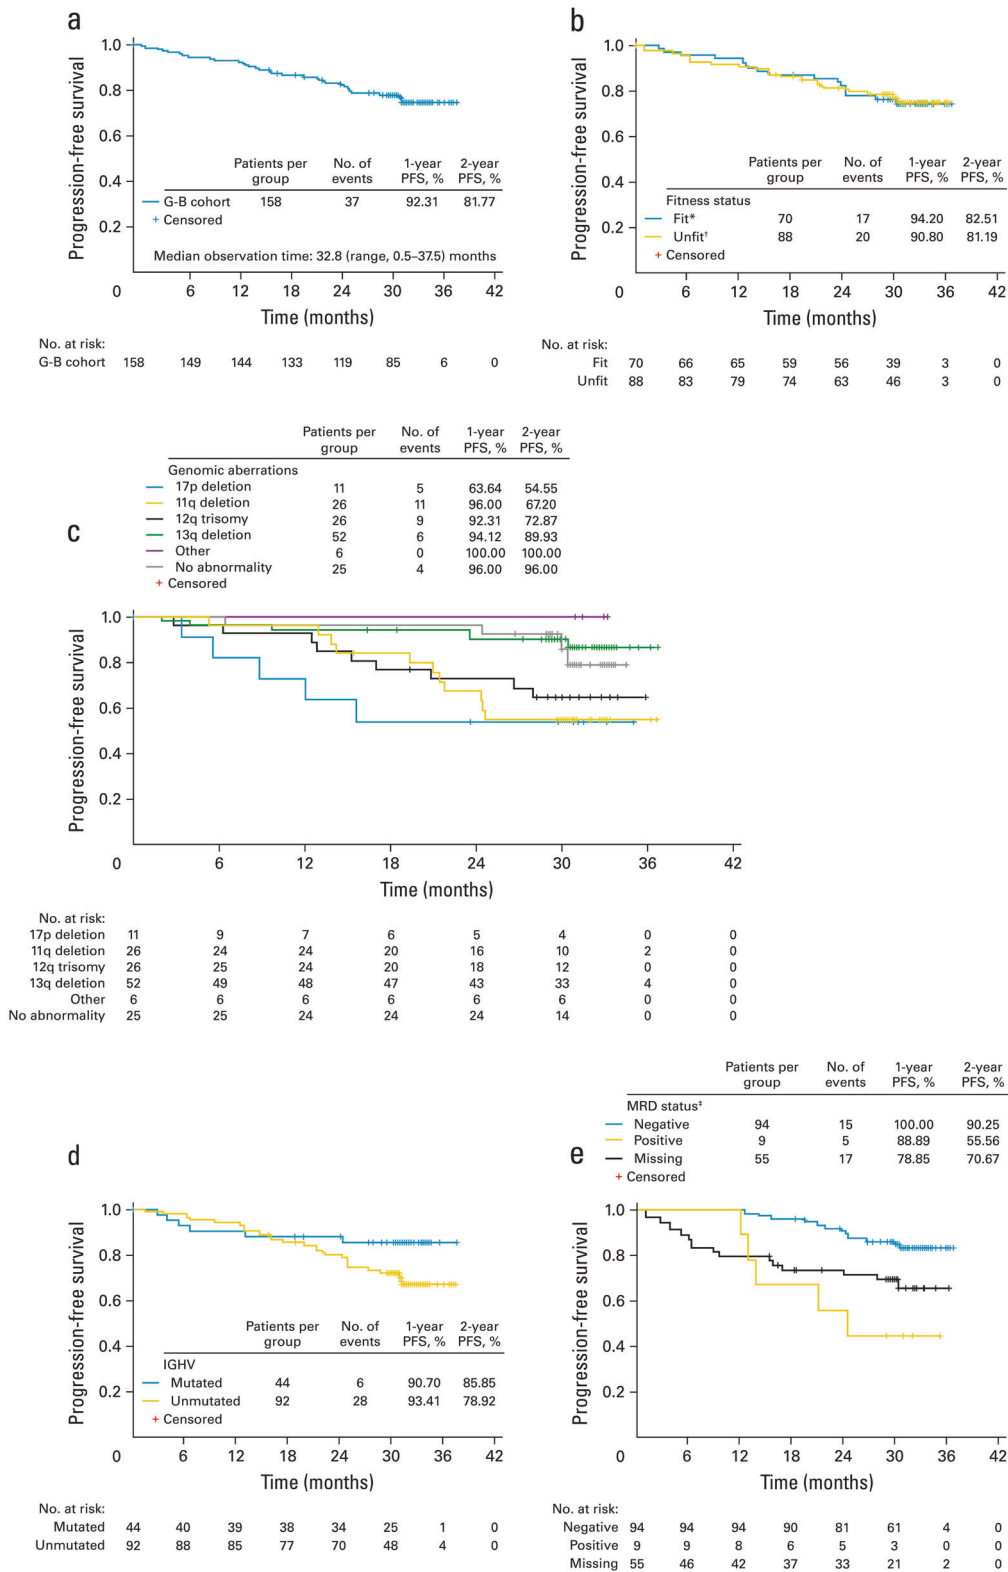 a
Progression-free survival
1.0
0.8
0.6
0.4
0.2
Patients per group No. of events 1-year PFS, % 2-year PFS, %
G-B cohort 158 37 92.31 81.77
+ Censored
Median observation time: 32.8 (range, 0.5–37.5) months
0 6 12 18 24 30 36 42
Time (months)
No. at risk:
G-B cohort 158 149 144 133 119 85 6 0
b
Progression-free survival
1.0
0.8
0.6
0.4
0.2
Patients per group No. of events 1-year PFS, % 2-year PFS, %
Fitness status
Fit* 70 17 94.20 82.51
Unfit† 88 20 90.80 81.19
+ Censored
0 6 12 18 24 30 36 42
Time (months)
No. at risk:
Fit 70 66 65 59 56 39 3 0
Unfit 88 83 79 74 63 46 3 0
c
Patients per group No. of events 1-year PFS, % 2-year PFS, %
Genomic aberrations
17p deletion 11 5 63.64 54.55
11q deletion 26 11 96.00 67.20
12q trisomy 26 9 92.31 72.87
13q deletion 52 6 94.12 89.93
Other 6 0 100.00 100.00
No abnormality 25 4 96.00 96.00
+ Censored
Progression-free survival
1.0
0.8
0.6
0.4
0.2
0 6 12 18 24 30 36 42
Time (months)
No. at risk:
17p deletion 11 9 7 6 5 4 0 0
11q deletion 26 24 24 20 16 10 2 0
12q trisomy 26 25 24 20 18 12 0 0
13q deletion 52 49 48 47 43 33 4 0
Other 6 6 6 6 6 6 0 0
No abnormality 25 25 24 24 24 14 0 0
d
Progression-free survival
1.0
0.8
0.6
0.4
0.2
Patients per group No. of events 1-year PFS, % 2-year PFS, %
IGHV
Mutated 44 6 90.70 85.85
Unmutated 92 28 93.41 78.92
+ Censored
0 6 12 18 24 30 36 42
Time (months)
No. at risk:
Mutated 44 40 39 38 34 25 1 0
Unmutated 92 88 85 77 70 48 4 0
e
Patients per group No. of events 1-year PFS, % 2-year PFS, %
MRD status‡
Negative 94 15 100.00 90.25
Positive 9 5 88.89 55.56
Missing 55 17 78.85 70.67
+ Censored
Progression-free survival
1.0
0.8
0.6
0.4
0.2
0 6 12 18 24 30 36 42
Time (months)
No. at risk:
Negative 94 94 94 90 81 61 4 0
Positive 9 9 8 6 5 3 0 0
Missing 55 46 42 37 33 21 2 0